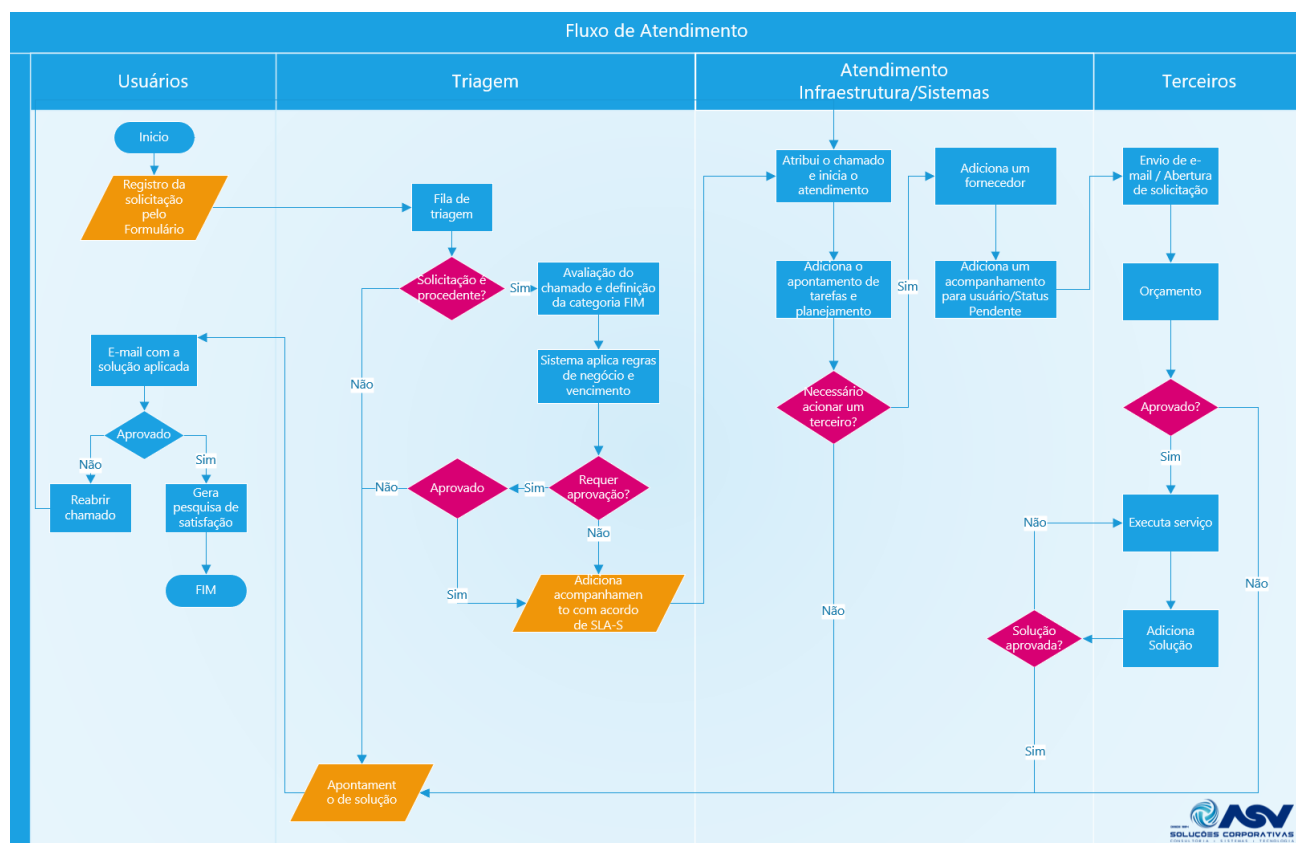 Fluxo de Atendimento
Usuários
Triagem
Atendimento
Infraestrutura/Sistemas
Terceiros
Inicio
Registro da
solicitação
pelo
Formulário
E-mail com a
solução aplicada
Aprovado
Não
Sim
Reabrir
chamado
Gera
pesquisa de
satisfação
FIM
Fila de
triagem
Solicitação é
procedente?
Sim
Não
Avaliação do
chamado e definição
da categoria FIM
Sistema aplica regras
de negócio e
vencimento
Requer
aprovação?
Sim
Não
Aprovado
Não
Sim
Adiciona
acompanhamen
to com acordo
de SLA-S
Apontament
o de solução
Atribui o chamado
e inicia o
atendimento
Adiciona o
apontamento de
tarefas e
planejamento
Necessário
acionar um
terceiro?
Sim
Não
Adiciona um
fornecedor
Adiciona um
acompanhamento
para usuário/Status
Pendente
Solução
aprovada?
Não
Sim
Envio de e-
mail / Abertura
de solicitação
Orçamento
Aprovado?
Sim
Não
Executa serviço
Adiciona
Solução
ASV
SOLUÇÕES CORPORATIVAS
CONSULTORIA | SISTEMAS | TECNOLOGIA